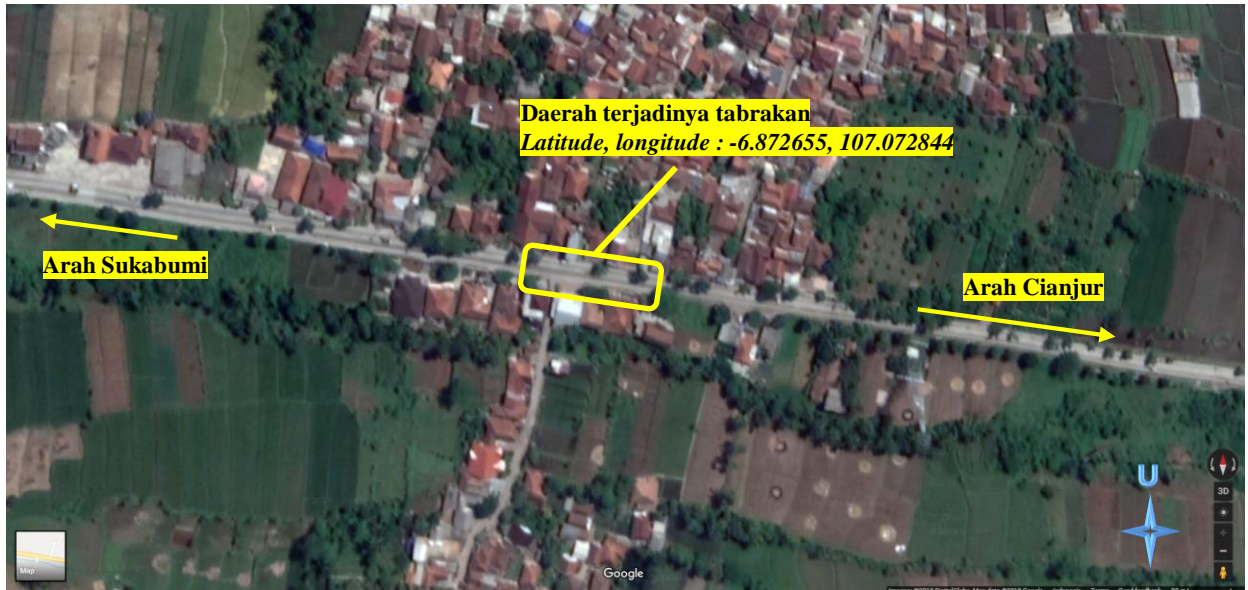 Daerah terjadinya tabrakan
Latitude, longitude : -6.872655, 107.072844
Arah Sukabumi
Arah Cianjur
U
3D
Map
Google